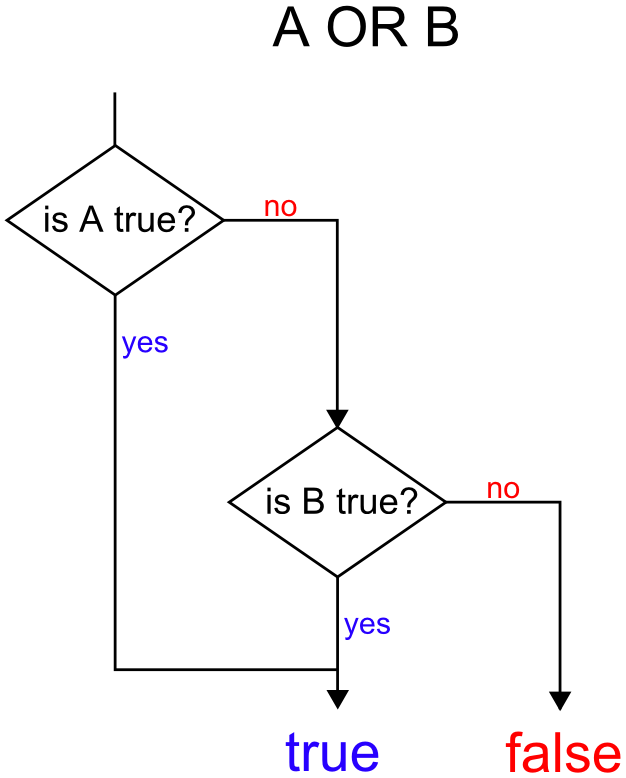 A OR B
is A true?
no
yes
is B true?
no
yes
true
false